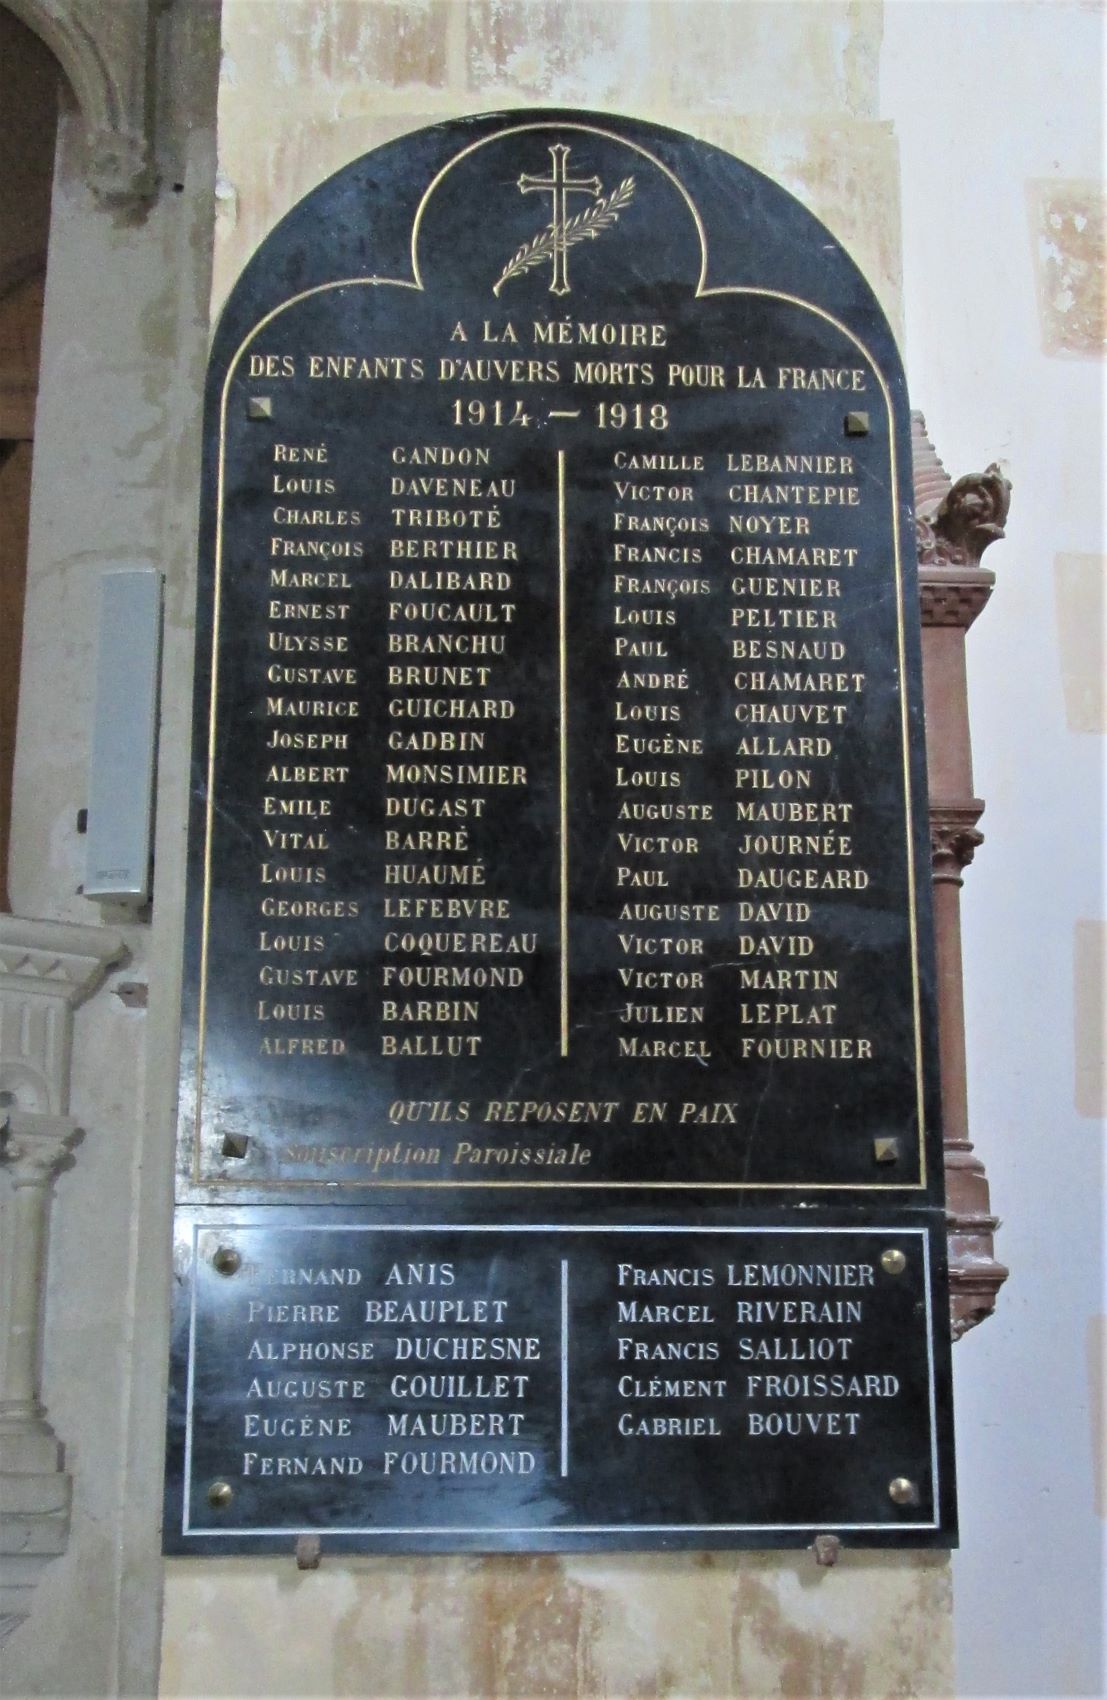 A LA MÉMOIRE
DES ENFANTS D'AUVERS MORTS POUR LA FRANCE
1914 — 1918
RENÉ GANDON
LOUIS DAVENEAU
CHARLES TRIBOTÉ
FRANÇOIS BERTHIER
MARCEL DALIBARD
ERNEST FOUCAULT
ULYSSE BRANCHU
GUSTAVE BRUNET
MAURICE GUICHARD
JOSEPH GADBIN
ALBERT MONSIMIER
EMILE DUGAST
VITAL BARRÈ
LOUIS HUAUMÉ
GEORGES LEFEBVRE
LOUIS COQUEREAU
GUSTAVE FOURMOND
LOUIS BARBIN
ALFRED BALLUT
CAMILLE LEBANNIER
VICTOR CHANTEPIE
FRANÇOIS NOYER
FRANCIS CHAMARET
FRANÇOIS GUENIER
LOUIS PELTIER
PAUL BESNAUD
ANDRÉ CHAMARET
LOUIS CHAUVET
EUGÈNE ALLARD
LOUIS PILON
AUGUSTE MAUBERT
VICTOR JOURNÉE
PAUL DAUGEARD
AUGUSTE DAVID
VICTOR DAVID
VICTOR MARTIN
JULIEN LEPLAT
MARCEL FOURNIER
QU'ILS REPOSENT EN PAIX
Souscription Paroissiale
FERNAND ANIS
PIERRE BEAUPLET
ALPHONSE DUCHESNE
AUGUSTE GOUILLET
EUGÉNE MAUBERT
FERNAND FOURMOND
FRANCIS LEMONNIER
MARCEL RIVERAIN
FRANCIS SALLIOT
CLÉMENT FROISSARD
GABRIEL BOUVET